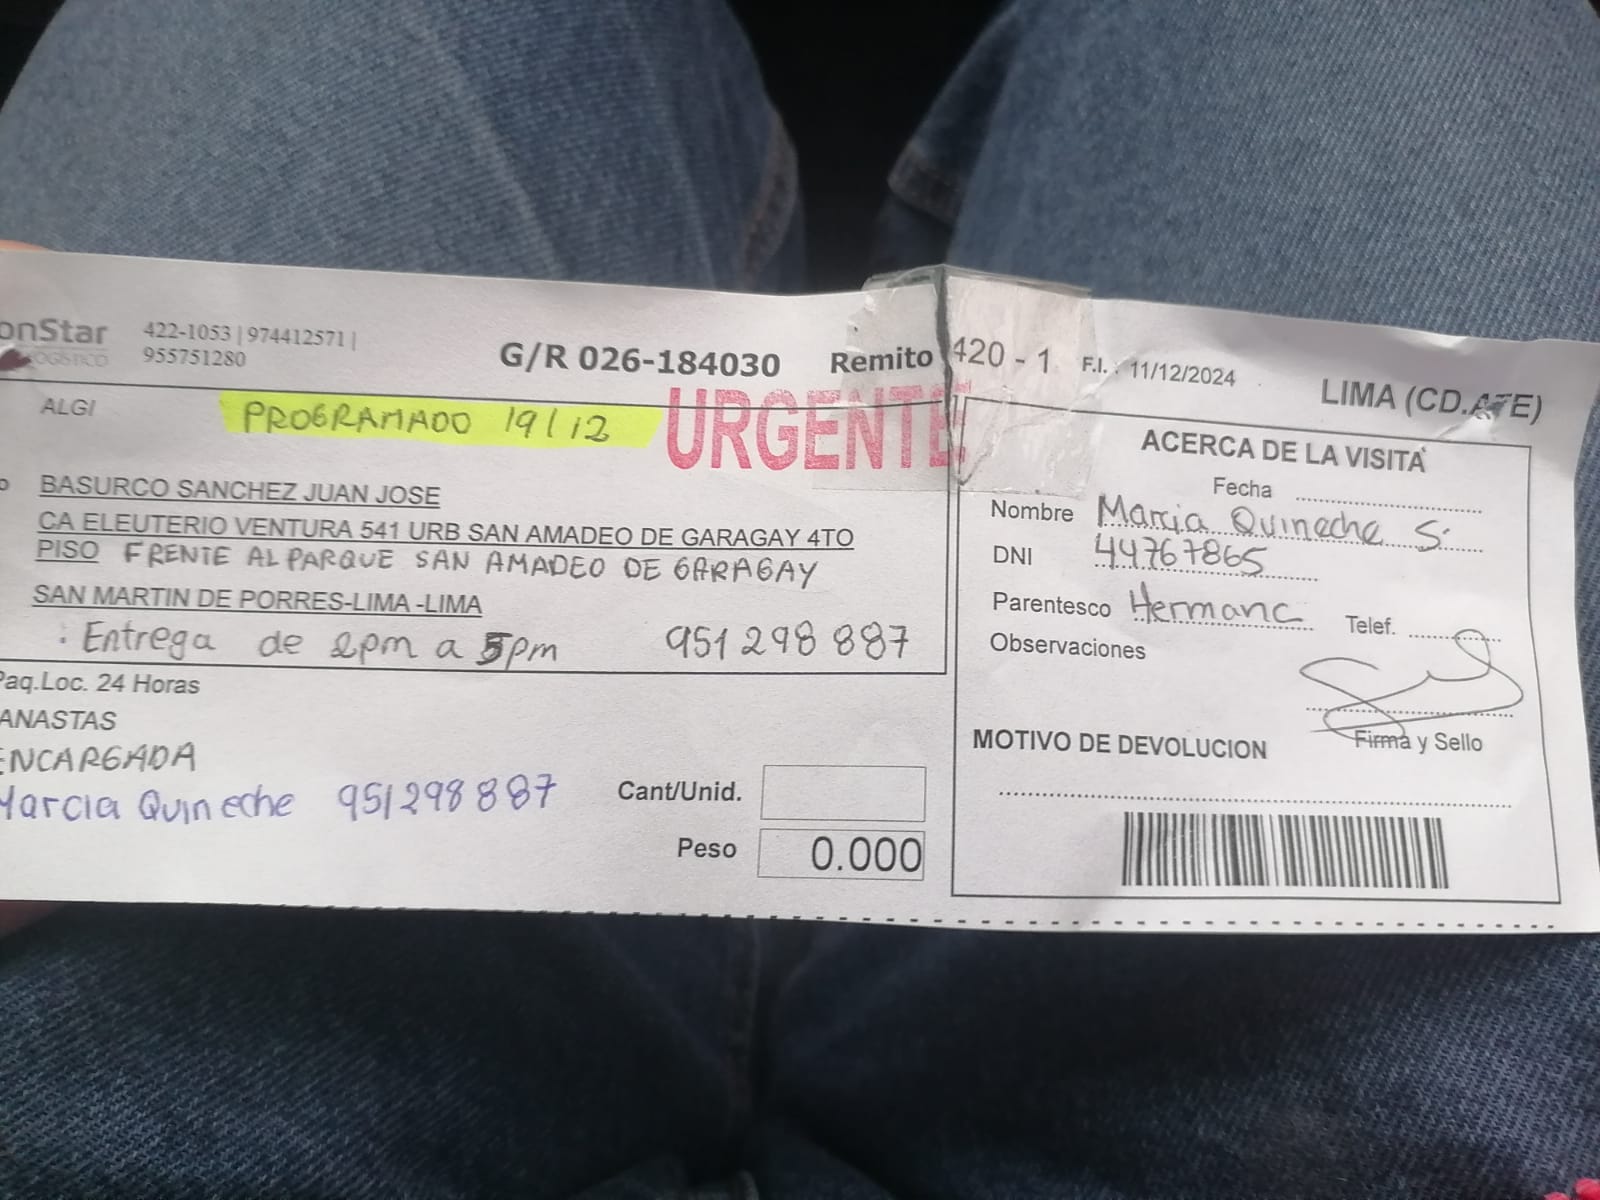 onStar
LOGISTICO
422-1053 | 974412571 |
955751280
G/R 026-184030
Remito 420 - 1
F.I. : 11/12/2024
LIMA (CD.ATE)
ALGI
PROGRAMADO 19/12
URGENTE
o BASURCO SANCHEZ JUAN JOSE
CA ELEUTERIO VENTURA 541 URB SAN AMADEO DE GARAGAY 4TO
PISO FRENTE AL PARQUE SAN AMADEO DE GARAGAY
SAN MARTIN DE PORRES-LIMA -LIMA
: Entrega de 2pm a 5pm 951 298 887
Paq.Loc. 24 Horas
ANASTAS
ENCARGADA
Marcia Quineche 951298887
Cant/Unid.
Peso 0.000
ACERCA DE LA VISITA
Fecha
Nombre Marcia Quineche S.
DNI 44767865
Parentesco Hermana Telef.
Observaciones
Firma y Sello
MOTIVO DE DEVOLUCION